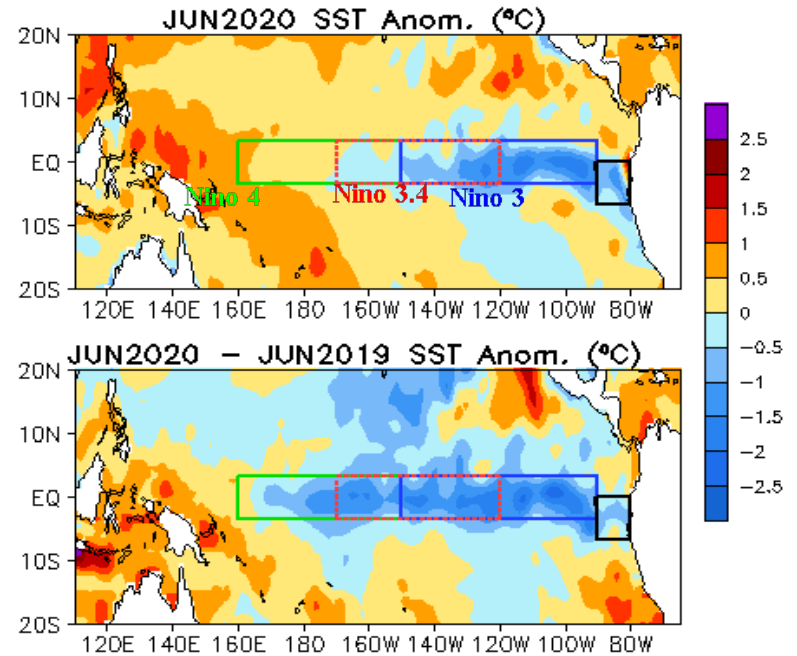 JUN2020 SST Anom. (ºC)
20N
10N
EQ
10S
20S
Nino 4
Nino 3.4
Nino 3
120E 140E 160E 180 160W 140W 120W 100W 80W
JUN2020 – JUN2019 SST Anom. (ºC)
20N
10N
EQ
10S
20S
120E 140E 160E 180 160W 140W 120W 100W 80W
2.5
2
1.5
1
0.5
0
-0.5
-1
-1.5
-2
-2.5